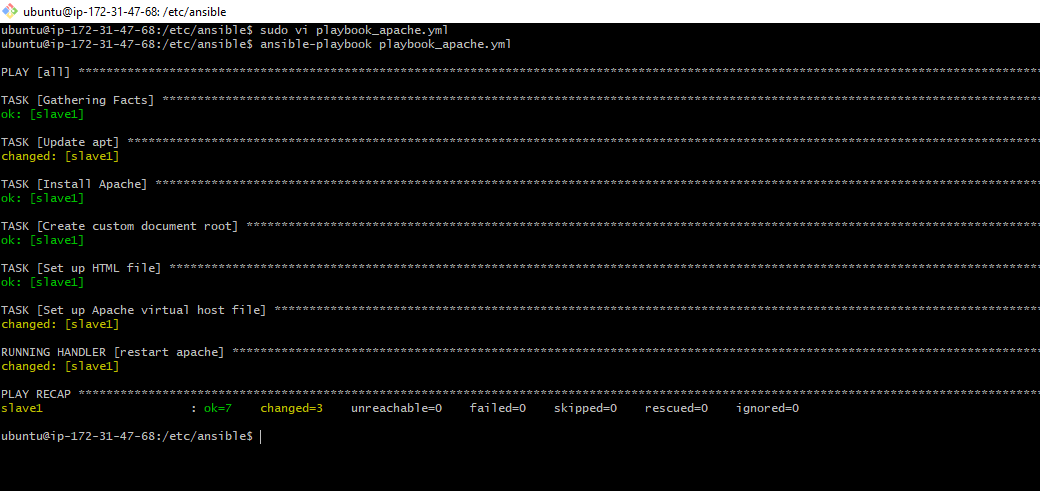 ubuntu@ip-172-31-47-68: /etc/ansible
ubuntu@ip-172-31-47-68:/etc/ansible$ sudo vi playbook_apache.yml
ubuntu@ip-172-31-47-68:/etc/ansible$ ansible-playbook playbook_apache.yml
PLAY [all] ******************************************************************************************************************************************
TASK [Gathering Facts] ******************************************************************************************************************************
ok: [slave1]
TASK [Update apt] ***********************************************************************************************************************************
changed: [slave1]
TASK [Install Apache] *******************************************************************************************************************************
ok: [slave1]
TASK [Create custom document root] ******************************************************************************************************************
ok: [slave1]
TASK [Set up HTML file] *****************************************************************************************************************************
ok: [slave1]
TASK [Set up Apache virtual host file] **************************************************************************************************************
changed: [slave1]
RUNNING HANDLER [restart apache] ********************************************************************************************************************
changed: [slave1]
PLAY RECAP ******************************************************************************************************************************************
slave1                     : ok=7    changed=3    unreachable=0    failed=0    skipped=0    rescued=0    ignored=0
ubuntu@ip-172-31-47-68:/etc/ansible$